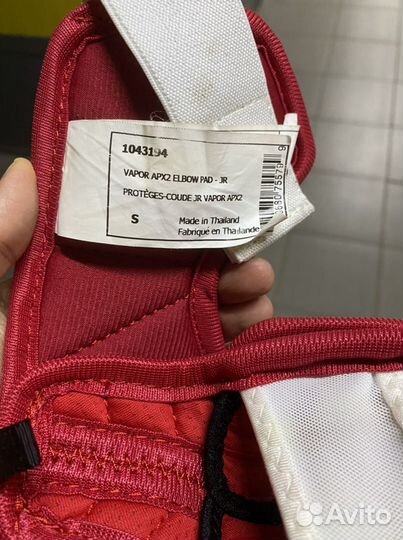 1043194
VAPOR APX2 ELBOW PAD - JR
PROTÈGES-COUDE JR VAPOR APX2
S
Made in Thailand
Fabriqué en Thaïlande
Avito